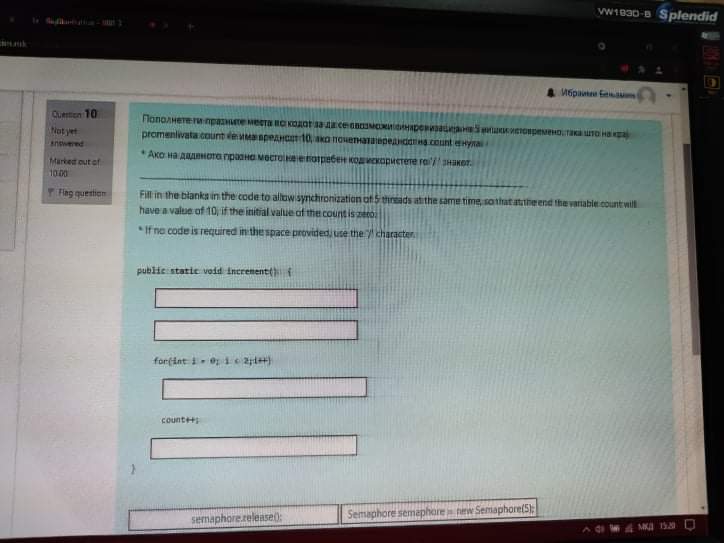 VW193D-B Splendid
Ибраими Бењамин
Question 10
Not yet
answered
Marked out of
10.00
Flag question
Пополнете ги празните места во кодот за да се овозможи синхронизација на 5 нишки истовремено, така што на крај
promenlivata count ќе има вредност 10, ако почетната вредност на count е нула.
* Ако на даденото празно место не е потребен код искористете го '/' знакот.
Fill in the blanks in the code to allow synchronization of 5 threads at the same time, so that at the end the variable count will
have a value of 10, if the initial value of the count is zero.
* If no code is required in the space provided, use the '/' character.
public static void increment() {
for(int i = 0; i < 2;i++)
count++;
}
semaphore.release();
Semaphore semaphore = new Semaphore(5);
МКД 15:20